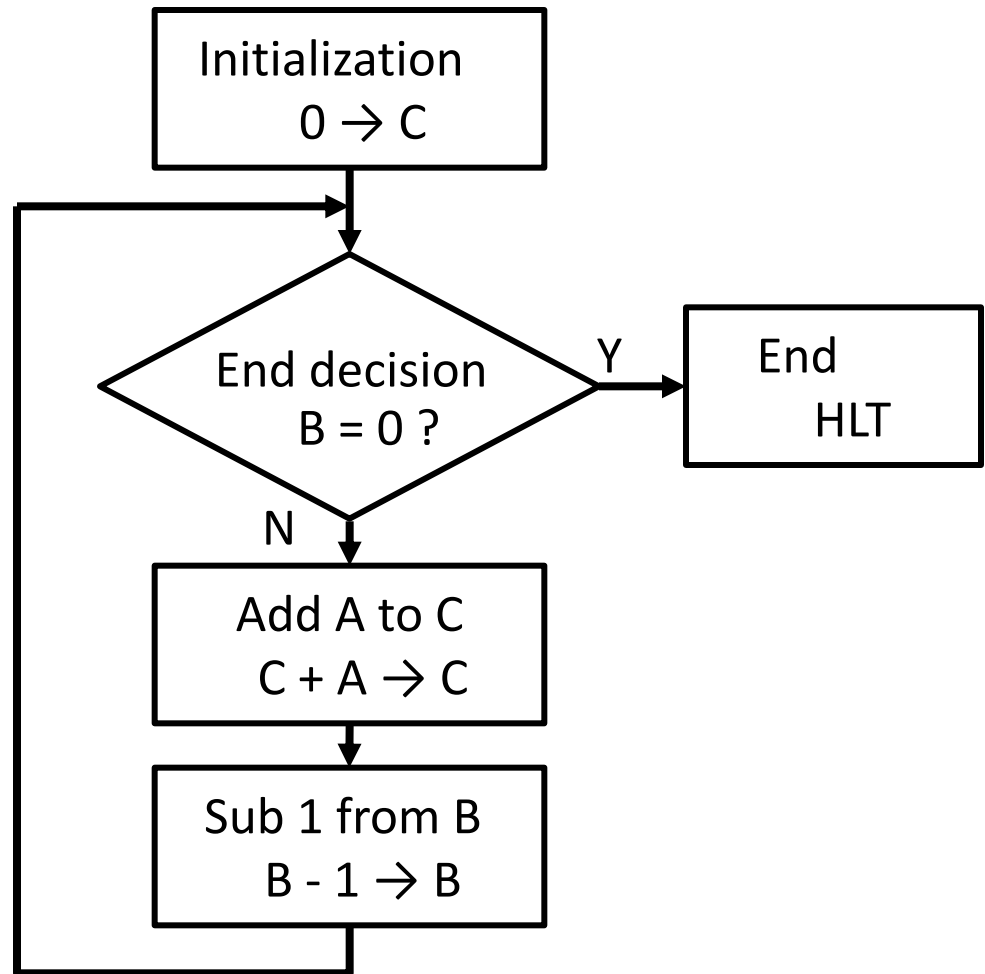 Initialization
0 → C
End decision
B = 0 ?
Y
End
HLT
N
Add A to C
C + A → C
Sub 1 from B
B - 1 → B